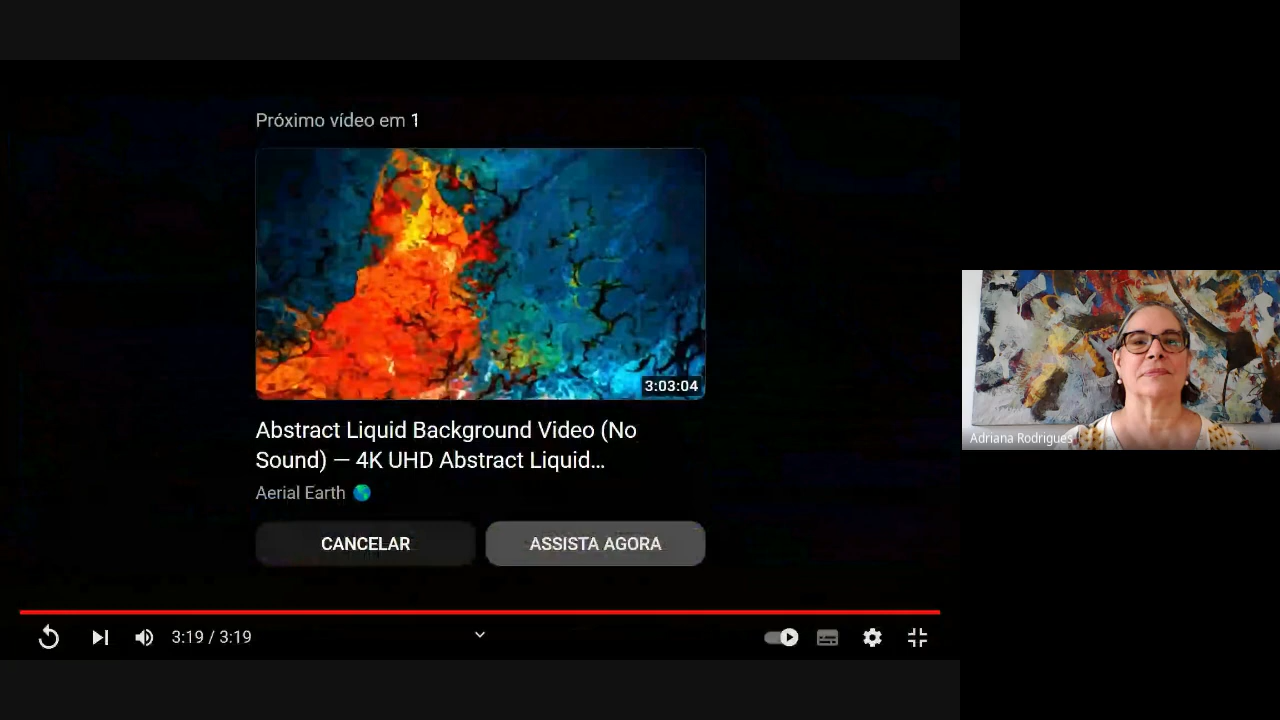 Próximo vídeo em 1
3:03:04
Abstract Liquid Background Video (No
Sound) — 4K UHD Abstract Liquid...
Aerial Earth
CANCELAR
ASSISTA AGORA
3:19 / 3:19
Adriana Rodrigues